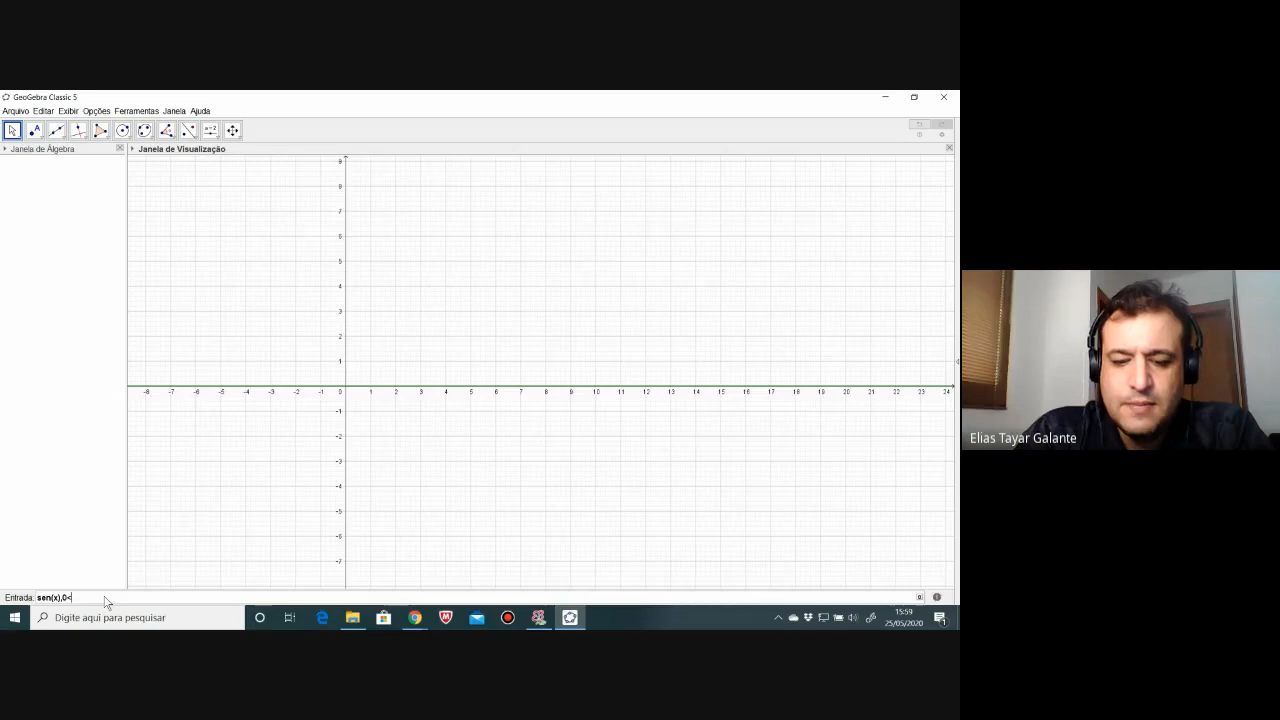 GeoGebra Classic 5
Arquivo Editar Exibir Opções Ferramentas Janela Ajuda
Janela de Álgebra
Janela de Visualização
9
8
7
6
5
4
3
2
1
-8 -7 -6 -5 -4 -3 -2 -1 0 1 2 3 4 5 6 7 8 9 10 11 12 13 14 15 16 17 18 19 20 21 22 23 24
-1
-2
-3
-4
-5
-6
-7
Elias Tayar Galante
Entrada: sen(x),0<
Digite aqui para pesquisar
15:59
25/05/2020